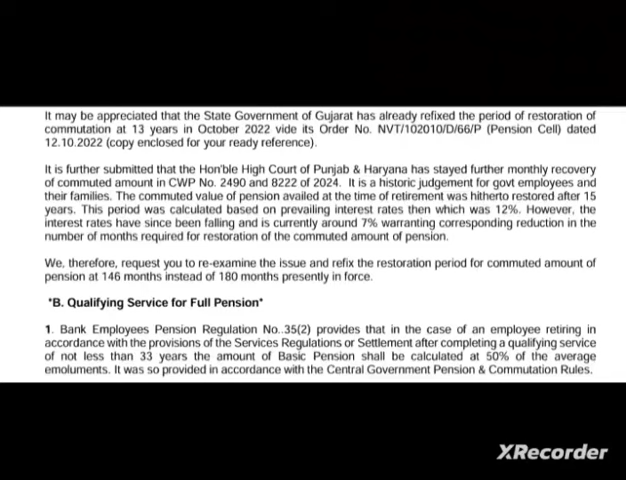 It may be appreciated that the State Government of Gujarat has already refixed the period of restoration of
commutation at 13 years in October 2022 vide its Order No. NVT/102010/D/66/P (Pension Cell) dated
12.10.2022 (copy enclosed for your ready reference).
It is further submitted that the Hon'ble High Court of Punjab & Haryana has stayed further monthly recovery
of commuted amount in CWP No. 2490 and 8222 of 2024. It is a historic judgement for govt employees and
their families. The commuted value of pension availed at the time of retirement was hitherto restored after 15
years. This period was calculated based on prevailing interest rates then which was 12%. However, the
interest rates have since been falling and is currently around 7% warranting corresponding reduction in the
number of months required for restoration of the commuted amount of pension.
We, therefore, request you to re-examine the issue and refix the restoration period for commuted amount of
pension at 146 months instead of 180 months presently in force.
*B. Qualifying Service for Full Pension*
1. Bank Employees Pension Regulation No..35(2) provides that in the case of an employee retiring in
accordance with the provisions of the Services Regulations or Settlement after completing a qualifying service
of not less than 33 years the amount of Basic Pension shall be calculated at 50% of the average
emoluments. It was so provided in accordance with the Central Government Pension & Commutation Rules.
XRecorder